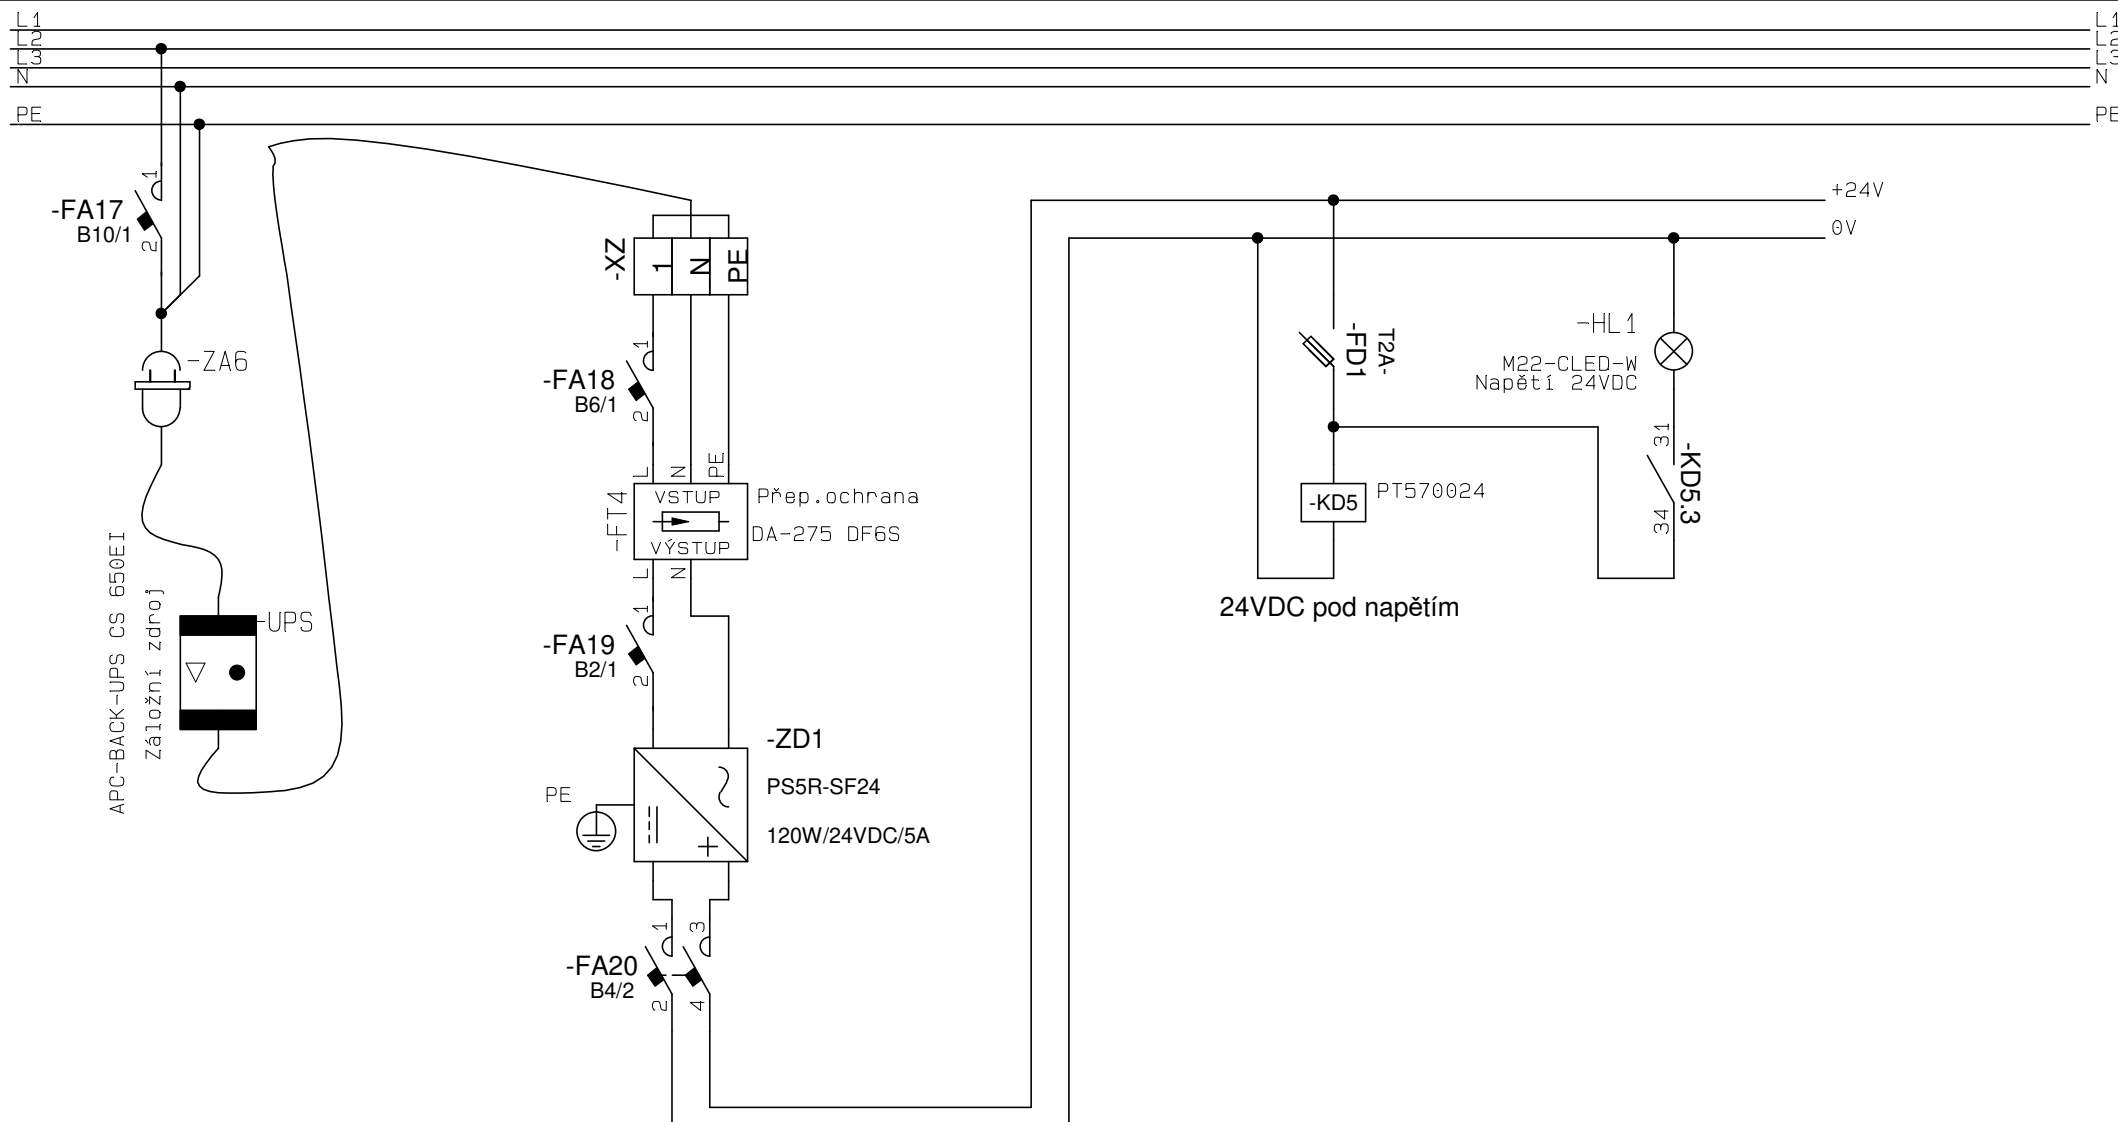 L1
L2
L3
N
PE
L1
L2
L3
N
PE
-FA17
B10/1
1
2
-ZA6
APC-BACK-UPS CS 650EI
Záložní zdroj
-UPS
-XZ
1
N
PE
-FA18
B6/1
1
2
L
N
PE
-FT4
VSTUP
VÝSTUP
Přep.ochrana
DA-275 DF6S
L
N
-FA19
B2/1
1
2
-ZD1
PS5R-SF24
120W/24VDC/5A
PE
-FA20
B4/2
1
3
2
4
+24V
0V
-FD1
T2A-
-KD5
PT570024
24VDC pod napětím
-HL1
M22-CLED-W
Napětí 24VDC
31
34
-KD5.3